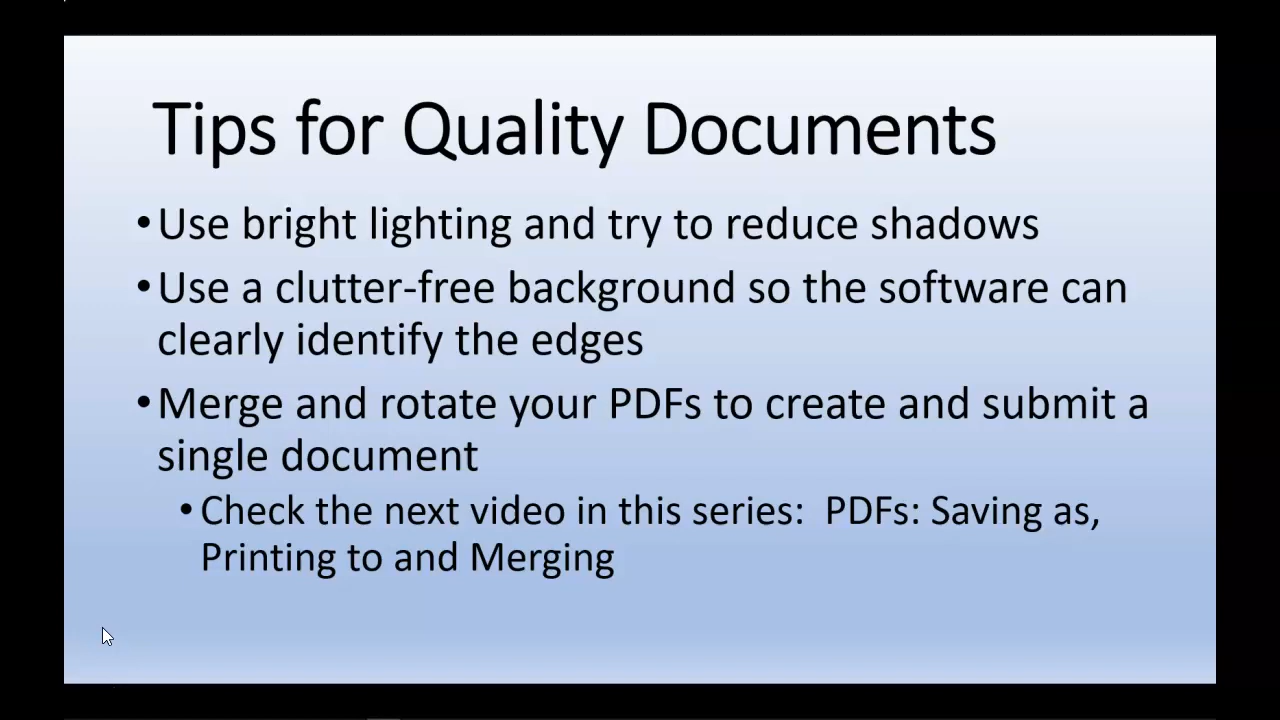 Tips for Quality Documents
•Use bright lighting and try to reduce shadows
•Use a clutter-free background so the software can
clearly identify the edges
•Merge and rotate your PDFs to create and submit a
single document
•Check the next video in this series:  PDFs: Saving as,
Printing to and Merging